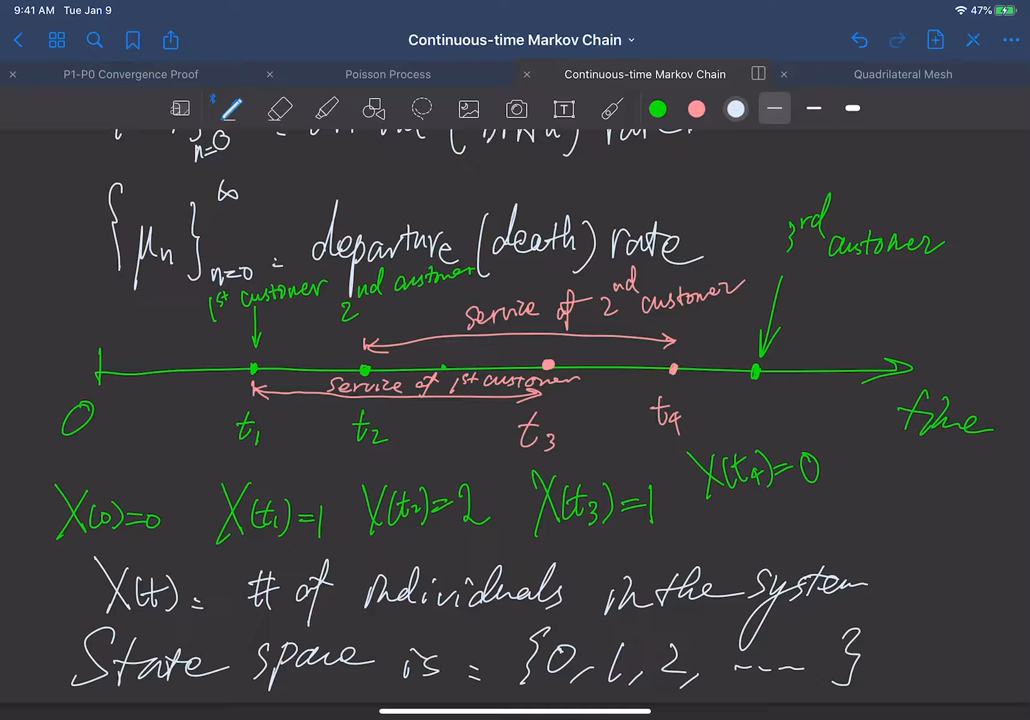 9:41 AM Tue Jan 9
47%
Continuous-time Markov Chain
P1-P0 Convergence Proof
Poisson Process
Continuous-time Markov Chain
Quadrilateral Mesh
n=0
{μn}∞n=0 = departure (death) rate
3rd customer
1st customer
2nd customer
service of 2nd customer
service of 1st customer
0
t1
t2
t3
t4
time
X(0)=0
X(t1)=1
X(t2)=2
X(t3)=1
X(t4)=0
X(t) = # of individuals in the system
State space is = {0, 1, 2, ---- }